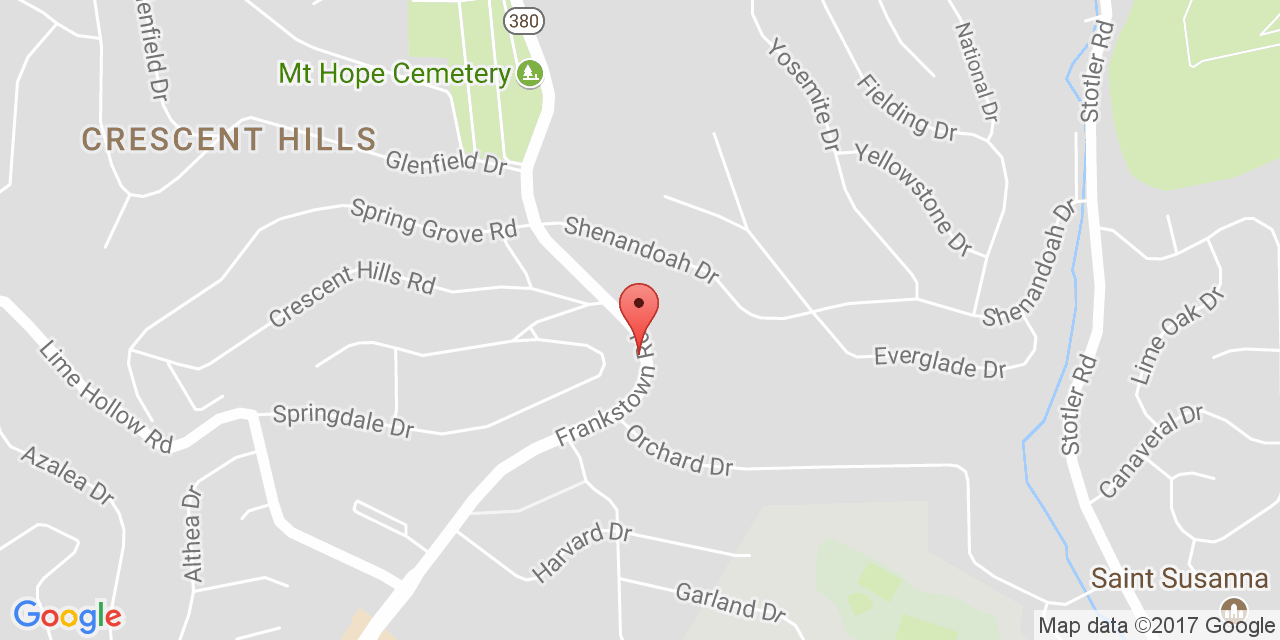 380
Glenfield Dr
Mt Hope Cemetery
CRESCENT HILLS
Glenfield Dr
Yosemite Dr
Fielding Dr
National Dr
Stotler Rd
Yellowstone Dr
Spring Grove Rd
Shenandoah Dr
Shenandoah Dr
Crescent Hills Rd
Lime Oak Dr
Everglade Dr
Lime Hollow Rd
Frankstown Rd
Springdale Dr
Stotler Rd
Canaveral Dr
Orchard Dr
Azalea Dr
Althea Dr
Harvard Dr
Garland Dr
Saint Susanna
Google
Map data ©2017 Google